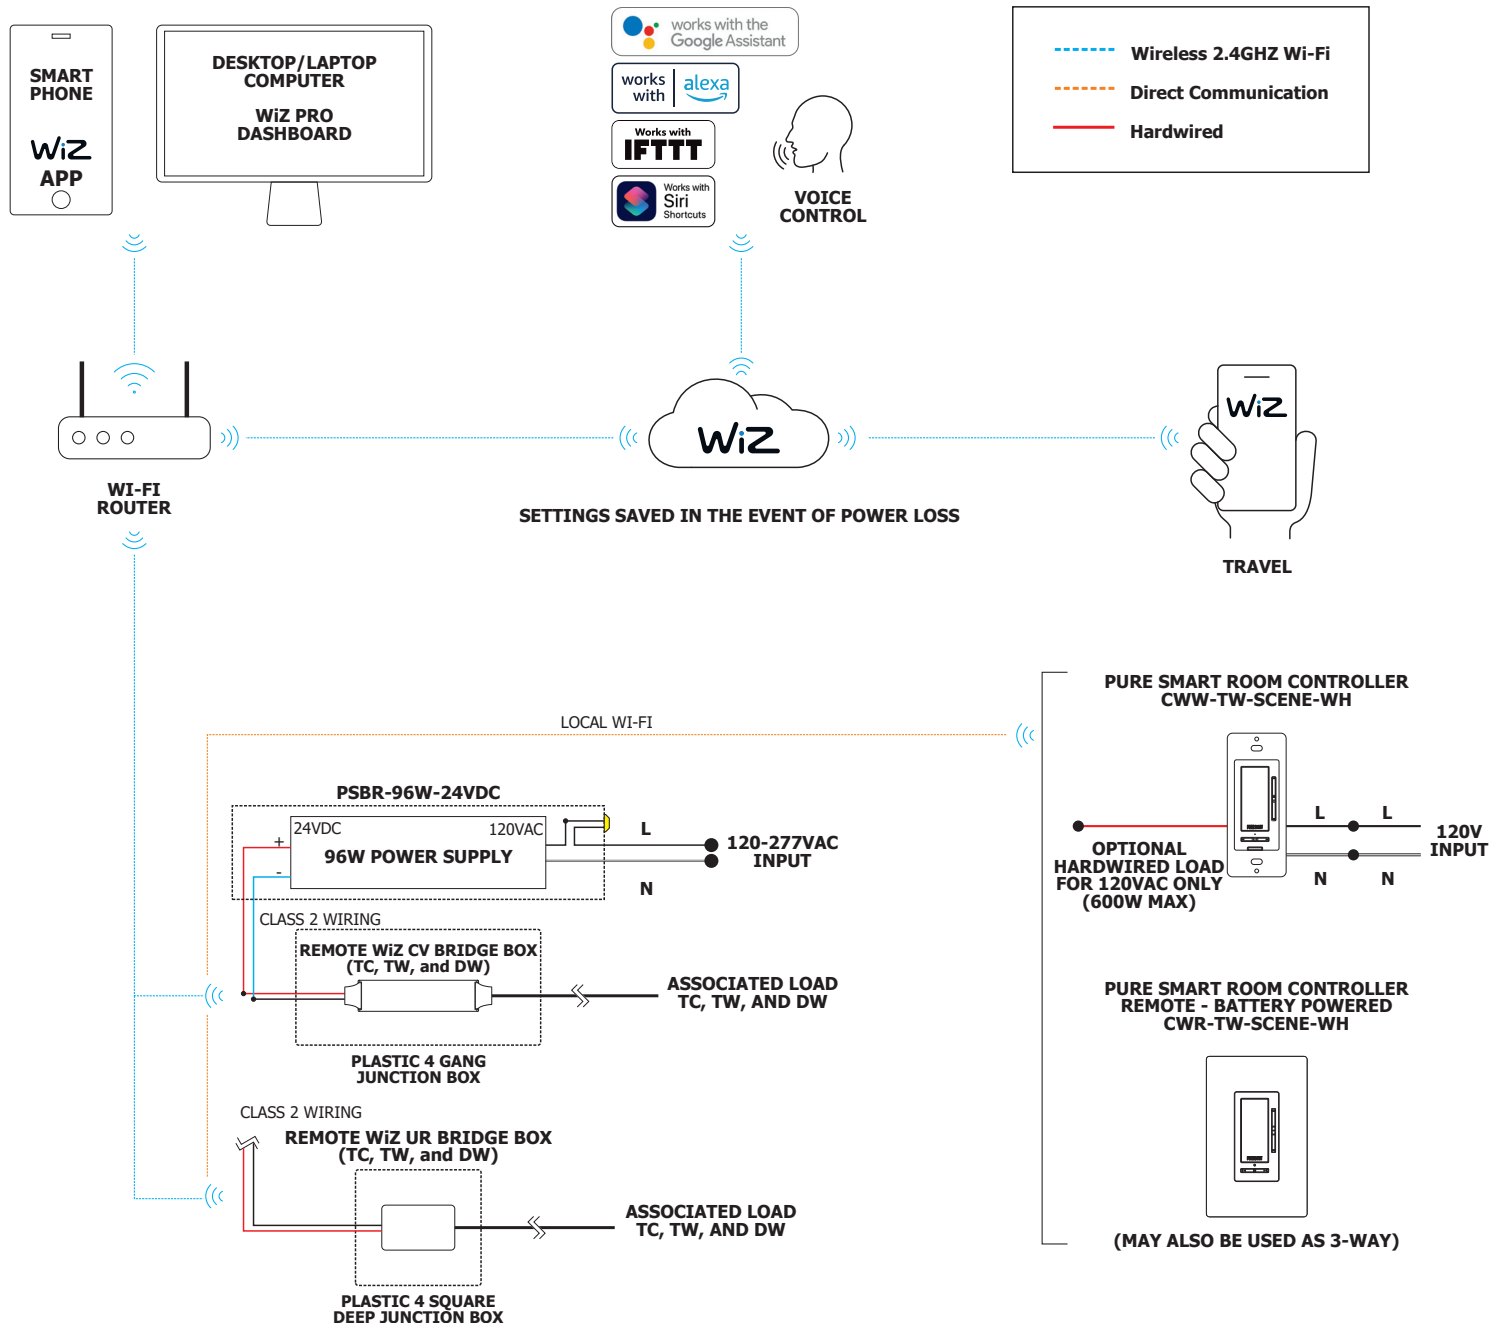 SMART
PHONE
WiZ
APP
DESKTOP/LAPTOP
COMPUTER
WiZ PRO
DASHBOARD
works with the
Google Assistant
works
with
alexa
Works with
IFTTT
Works with
Siri
Shortcuts
VOICE
CONTROL
Wireless 2.4GHZ Wi-Fi
Direct Communication
Hardwired
WI-FI
ROUTER
WiZ
SETTINGS SAVED IN THE EVENT OF POWER LOSS
WiZ
TRAVEL
LOCAL WI-FI
PSBR-96W-24VDC
24VDC
120VAC
+
96W POWER SUPPLY
-
L
120-277VAC
INPUT
N
CLASS 2 WIRING
REMOTE WiZ CV BRIDGE BOX
(TC, TW, and DW)
ASSOCIATED LOAD
TC, TW, AND DW
PLASTIC 4 GANG
JUNCTION BOX
CLASS 2 WIRING
REMOTE WiZ UR BRIDGE BOX
(TC, TW, and DW)
ASSOCIATED LOAD
TC, TW, AND DW
PLASTIC 4 SQUARE
DEEP JUNCTION BOX
PURE SMART ROOM CONTROLLER
CWW-TW-SCENE-WH
L L
120V
INPUT
N N
OPTIONAL
HARDWIRED LOAD
FOR 120VAC ONLY
(600W MAX)
PURE SMART ROOM CONTROLLER
REMOTE - BATTERY POWERED
CWR-TW-SCENE-WH
(MAY ALSO BE USED AS 3-WAY)